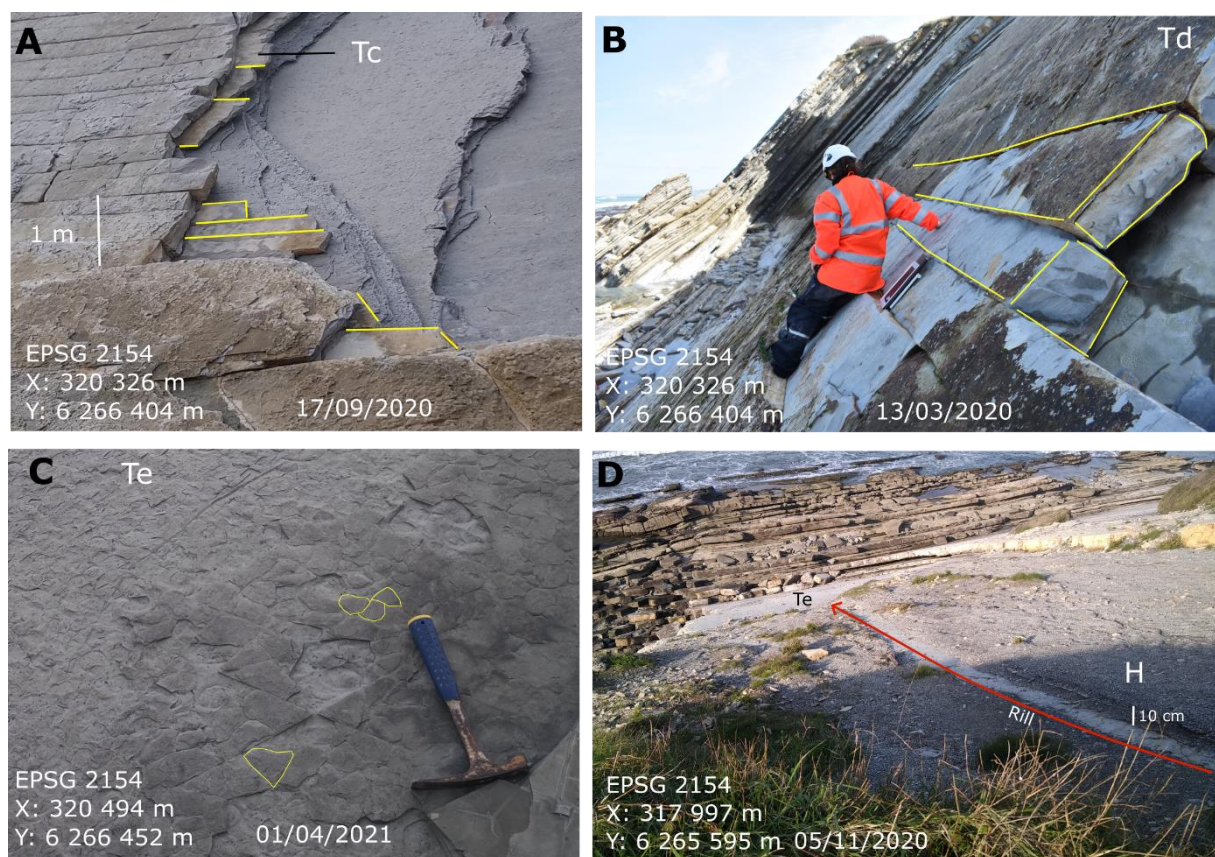 A
Tc
1 m
EPSG 2154
X: 320 326 m
Y: 6 266 404 m
17/09/2020
B
Td
EPSG 2154
X: 320 326 m
Y: 6 266 404 m
13/03/2020
C
Te
EPSG 2154
X: 320 494 m
Y: 6 266 452 m
01/04/2021
D
Te
H
10 cm
Rill
EPSG 2154
X: 317 997 m
Y: 6 265 595 m
05/11/2020